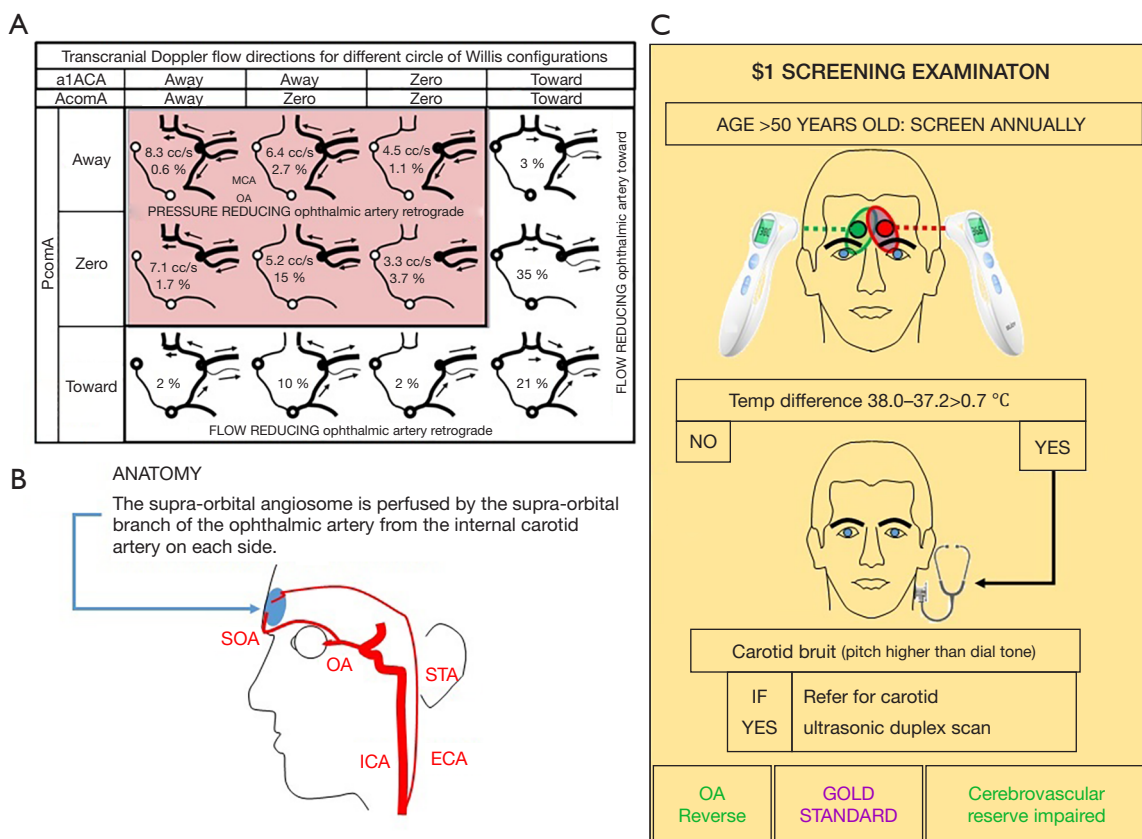 A
Transcranial Doppler flow directions for different circle of Willis configurations
a1ACA Away Away Zero Toward
AcomA Away Zero Zero Toward
PcomA
Away
8.3 cc/s
0.6 %
6.4 cc/s
2.7 %
4.5 cc/s
1.1 %
3 %
MCA
OA
PRESSURE REDUCING ophthalmic artery retrograde
Zero
7.1 cc/s
1.7 %
5.2 cc/s
15 %
3.3 cc/s
3.7 %
35 %
Toward
2 %
10 %
2 %
21 %
FLOW REDUCING ophthalmic artery retrograde
FLOW REDUCING ophthalmic artery toward
B
ANATOMY
The supra-orbital angiosome is perfused by the supra-orbital
branch of the ophthalmic artery from the internal carotid
artery on each side.
SOA
OA
STA
ICA
ECA
C
$1 SCREENING EXAMINATON
AGE >50 YEARS OLD: SCREEN ANNUALLY
Temp difference 38.0–37.2>0.7 °C
NO
YES
Carotid bruit (pitch higher than dial tone)
IF
YES
Refer for carotid
ultrasonic duplex scan
OA
Reverse
GOLD
STANDARD
Cerebrovascular
reserve impaired